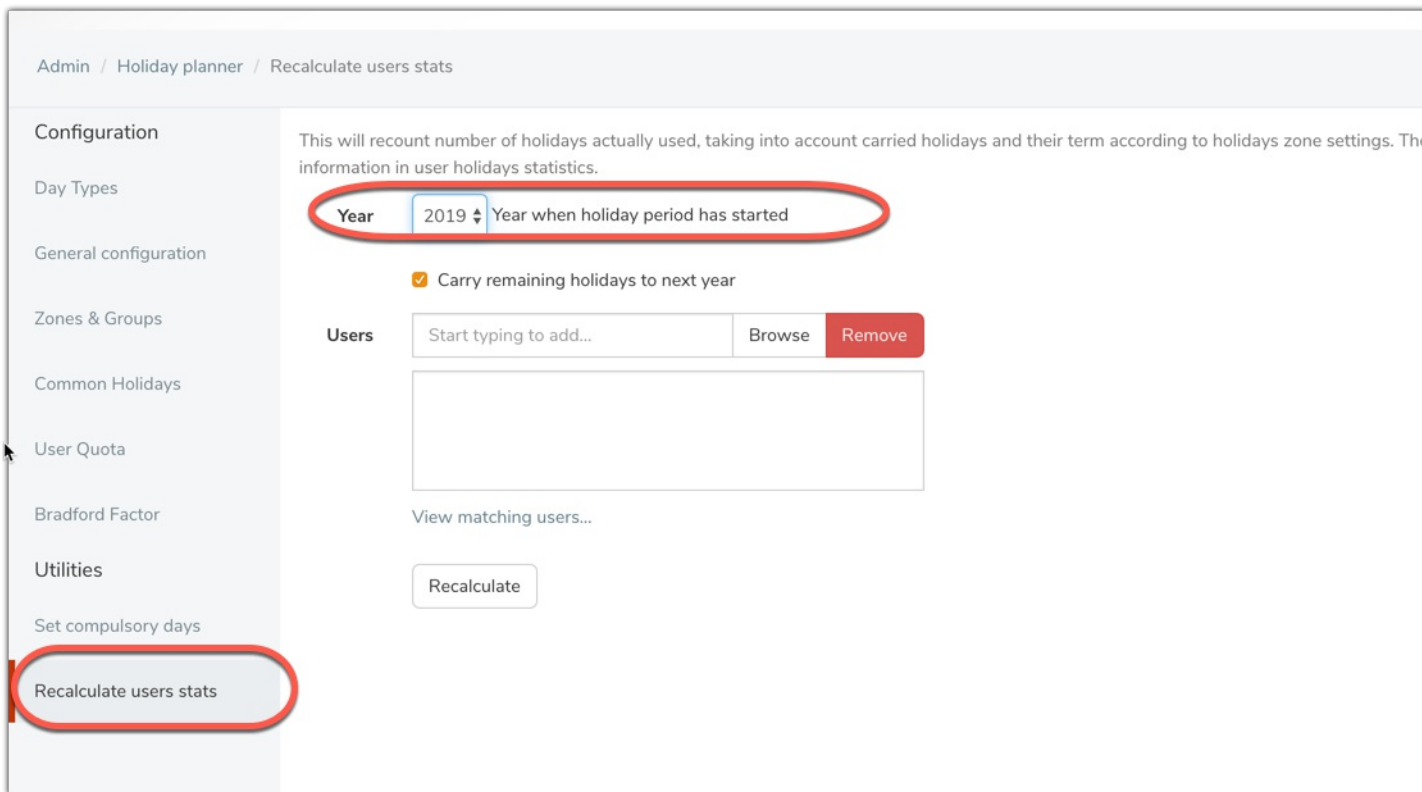 Admin / Holiday planner / Recalculate users stats
Configuration
Day Types
General configuration
Zones & Groups
Common Holidays
User Quota
Bradford Factor
Utilities
Set compulsory days
Recalculate users stats
This will recount number of holidays actually used, taking into account carried holidays and their term according to holidays zone settings.
information in user holidays statistics.
Year 2019 Year when holiday period has started
Carry remaining holidays to next year
Users Start typing to add... Browse Remove
View matching users...
Recalculate